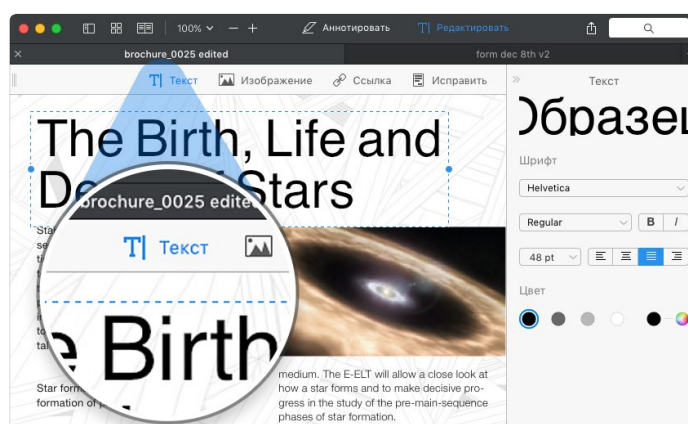 100%
Аннотировать
Редактировать
brochure_0025 edited
form dec 8th v2
Текст
Изображение
Ссылка
Исправить
Текст
The Birth, Life and
Stars
Образец
Шрифт
Helvetica
Regular
B I
48 pt
Цвет
brochure_0025 edite
Текст
Birth
medium. The E-ELT will allow a close look at
how a star forms and to make decisive pro-
gress in the study of the pre-main-sequence
phases of star formation.
Star
formation of